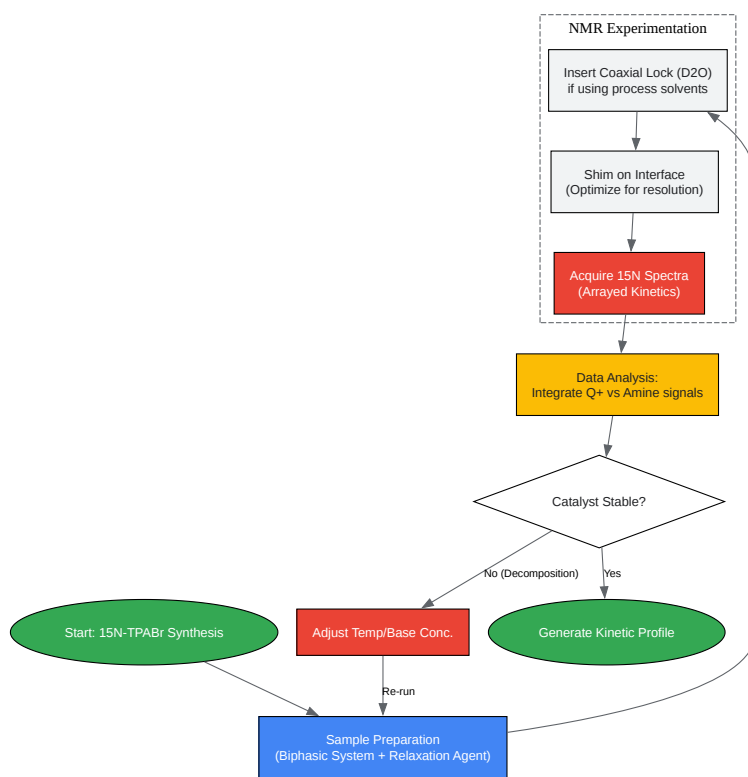 NMR Experimentation
Insert Coaxial Lock (D2O)
if using process solvents
Shim on Interface
(Optimize for resolution)
Acquire 15N Spectra
(Arrayed Kinetics)
Data Analysis:
Integrate Q+ vs Amine signals
Catalyst Stable?
No (Decomposition)
Yes
Start: 15N-TPABr Synthesis
Adjust Temp/Base Conc.
Generate Kinetic Profile
Re-run
Sample Preparation
(Biphasic System + Relaxation Agent)